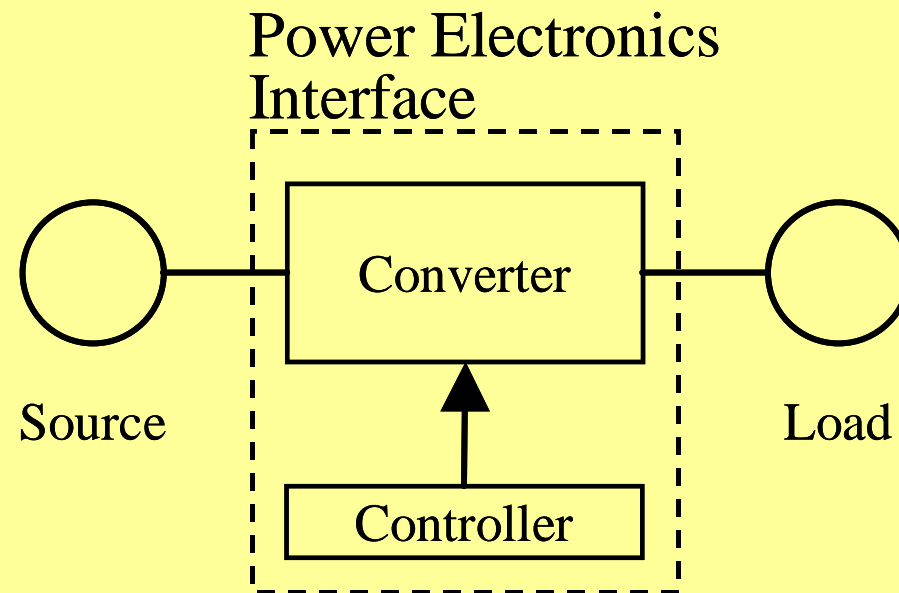 Power Electronics
Interface
Converter
Source
Load
Controller